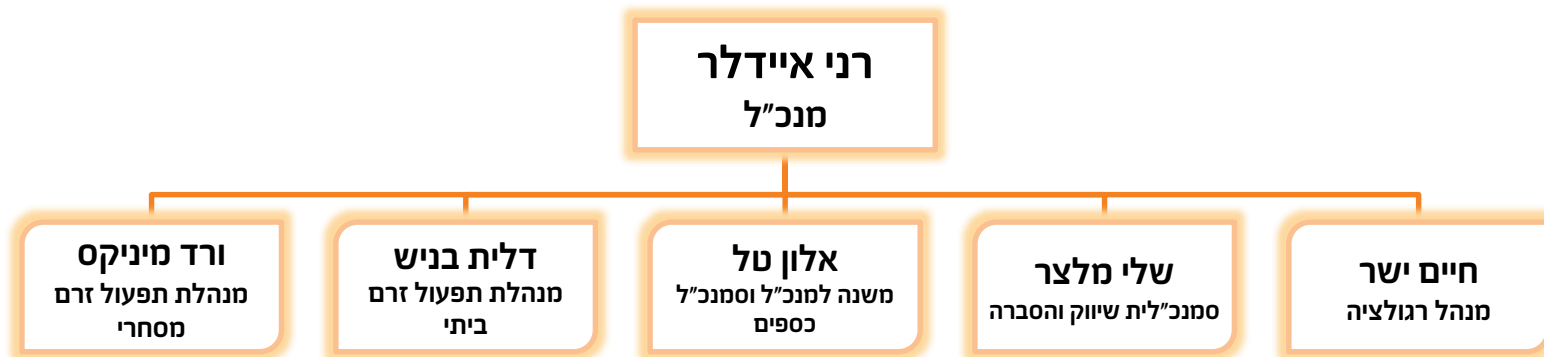 רני איידלר
מנכ״ל
חיים ישר
מנהל רגולציה
שלי מלצר
סמנכ״לית שיווק והסברה
אלון טל
משנה למנכ״ל וסמנכ״ל
כספים
דלית בניש
מנהלת תפעול זרם
ביתי
ורד מיניקס
מנהלת תפעול זרם
מסחרי